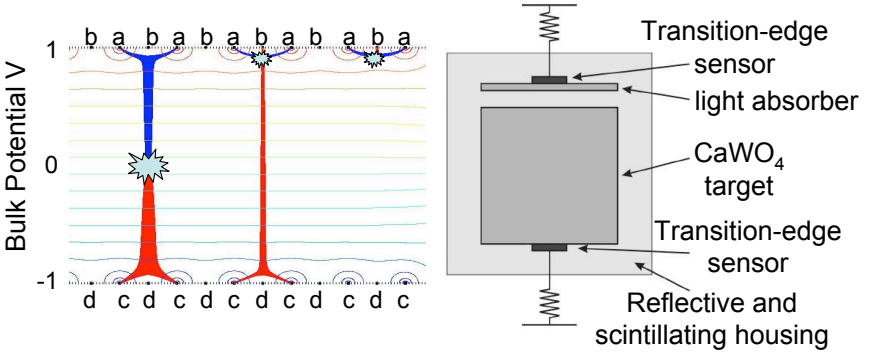 b a b a b a b a b a b a
1
0
-1
Bulk Potential V
d c d c d c d c d c d c
Transition-edge
sensor
light absorber
CaWO4
target
Transition-edge
sensor
Reflective and
scintillating housing